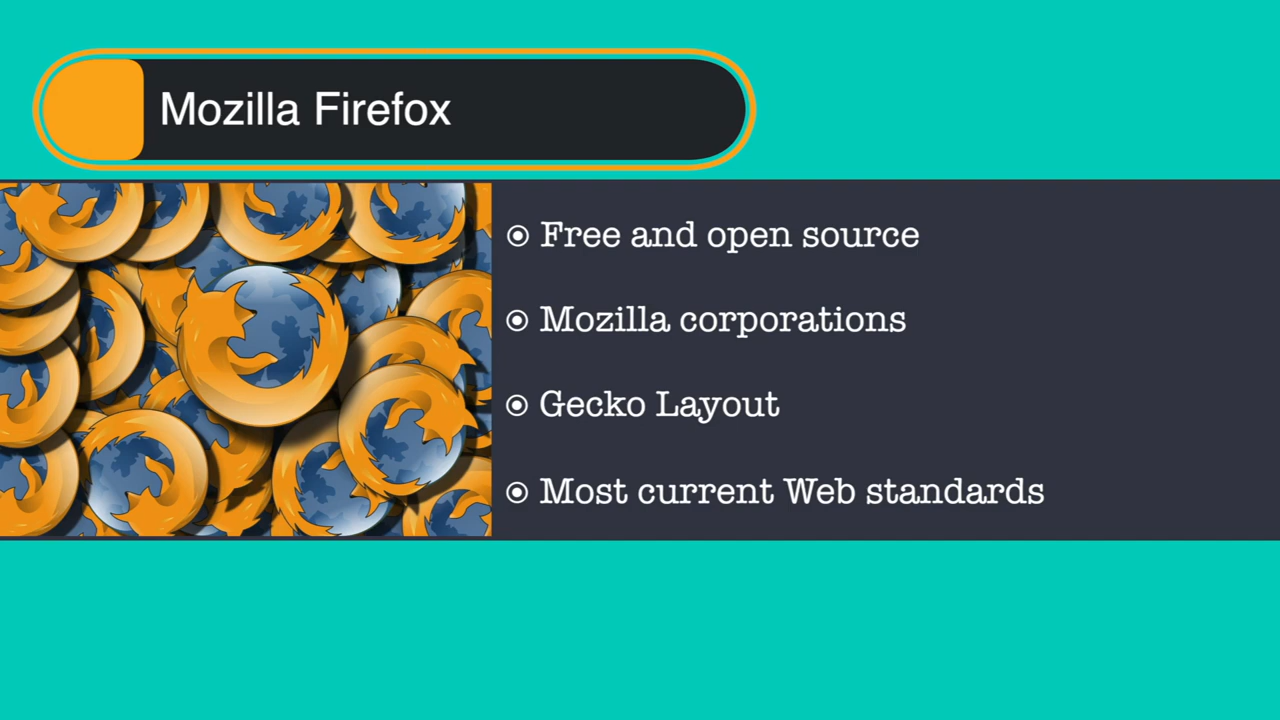 Mozilla Firefox
Free and open source
Mozilla corporations
Gecko Layout
Most current Web standards